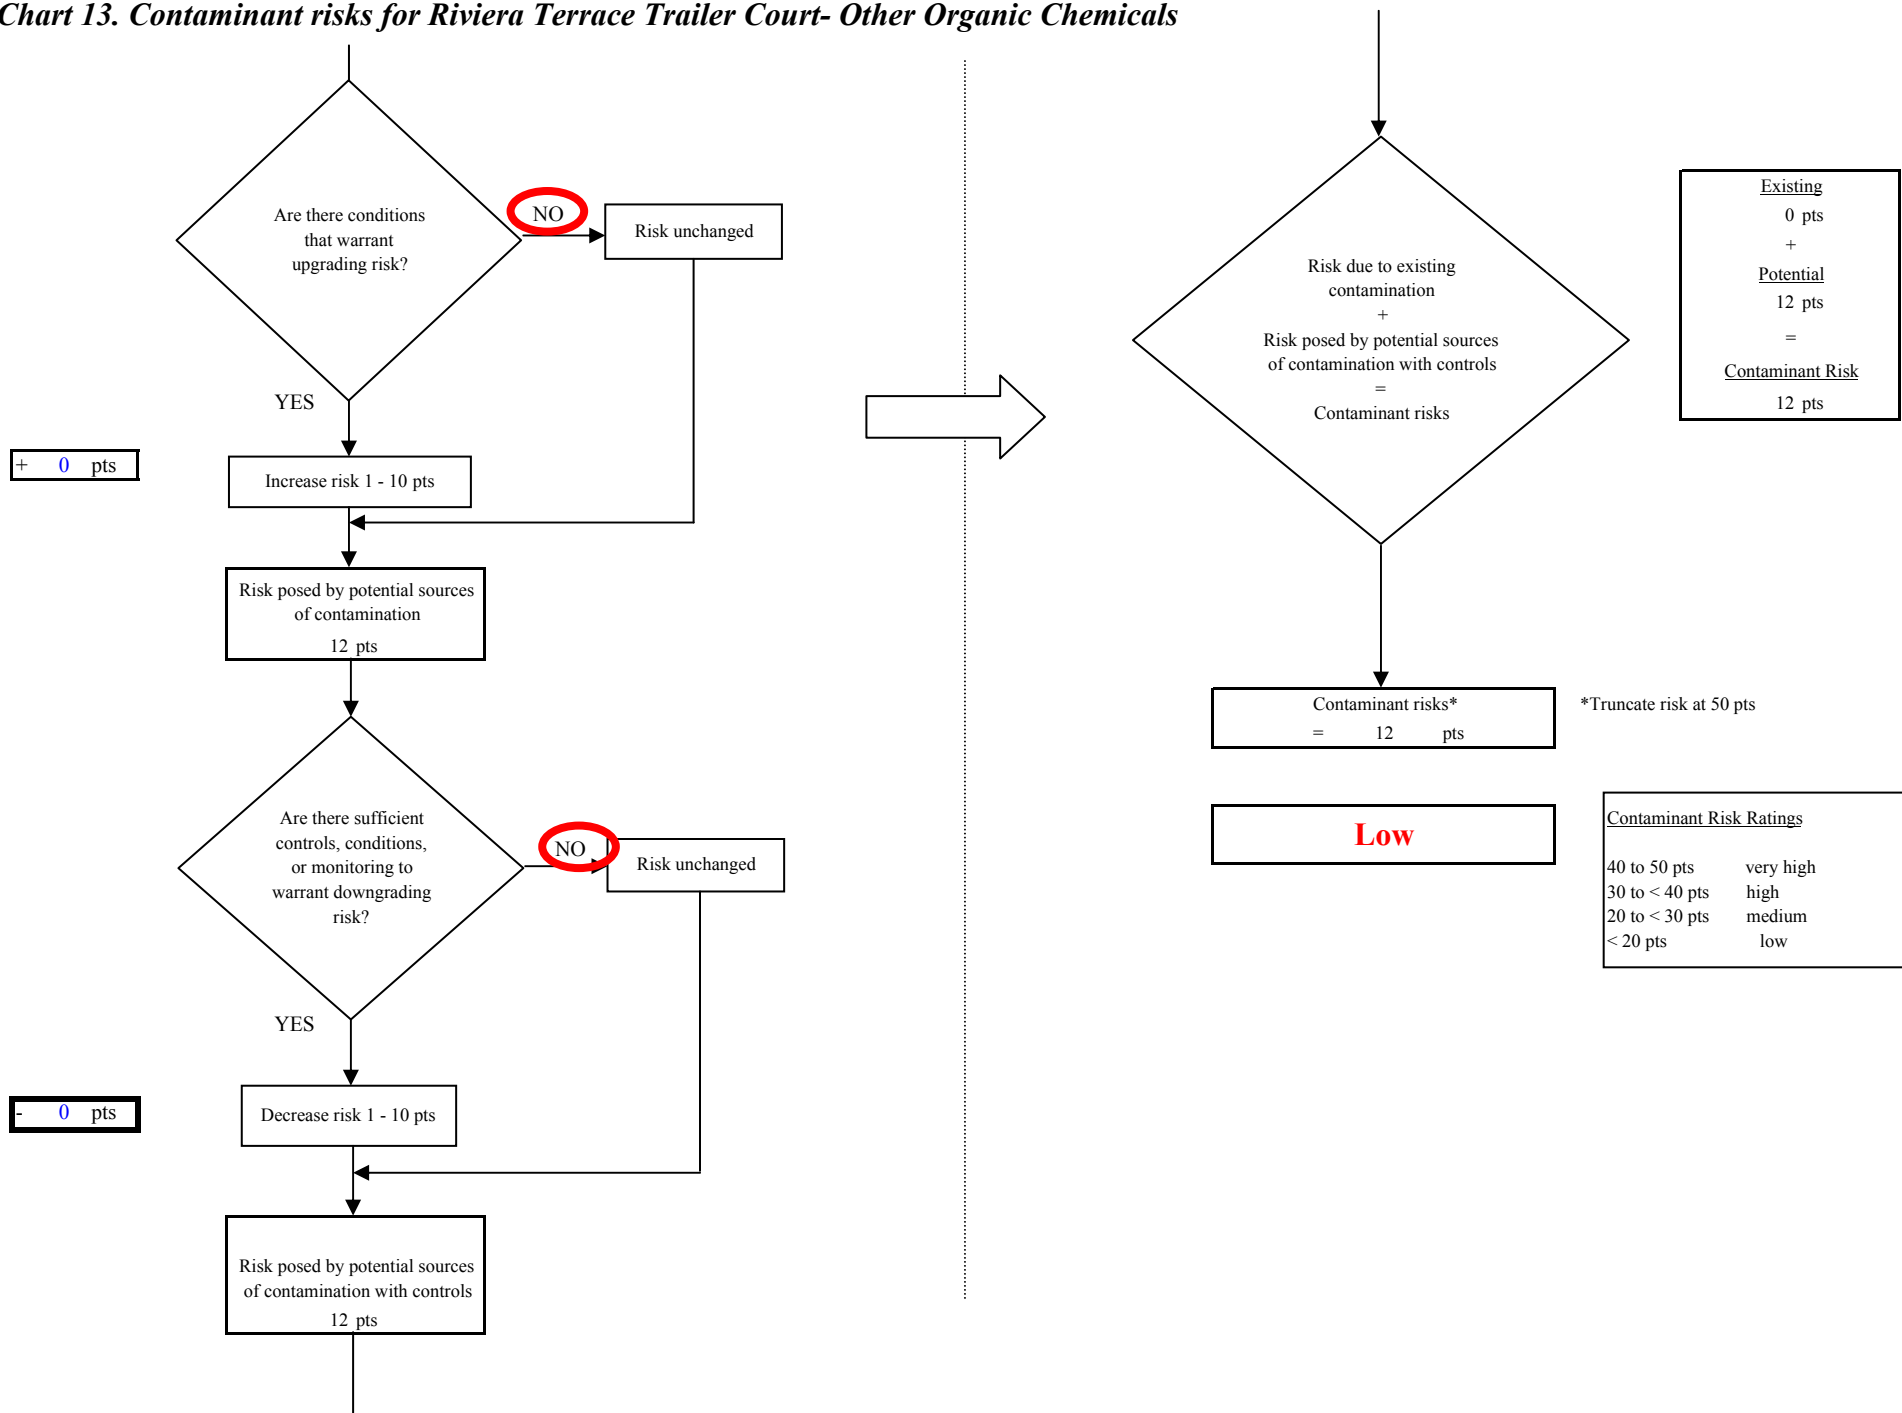 Chart 13. Contaminant risks for Riviera Terrace Trailer Court- Other Organic Chemicals
Are there conditions
that warrant
upgrading risk?
NO
Risk unchanged
YES
+ 0 pts
Increase risk 1 - 10 pts
Risk posed by potential sources
of contamination
12 pts
Are there sufficient
controls, conditions,
or monitoring to
warrant downgrading
risk?
NO
Risk unchanged
YES
- 0 pts
Decrease risk 1 - 10 pts
Risk posed by potential sources
of contamination with controls
12 pts
Risk due to existing
contamination
+
Risk posed by potential sources
of contamination with controls
=
Contaminant risks
Existing
0 pts
+
Potential
12 pts
=
Contaminant Risk
12 pts
Contaminant risks*
= 12 pts
*Truncate risk at 50 pts
Low
Contaminant Risk Ratings
40 to 50 pts very high
30 to < 40 pts high
20 to < 30 pts medium
< 20 pts low